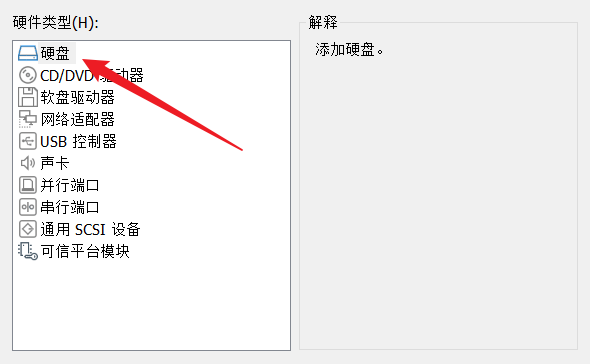 硬件类型(H):
硬盘
CD/DVD 驱动器
软盘驱动器
网络适配器
USB 控制器
声卡
并行端口
串行端口
通用 SCSI 设备
可信平台模块
解释
添加硬盘。